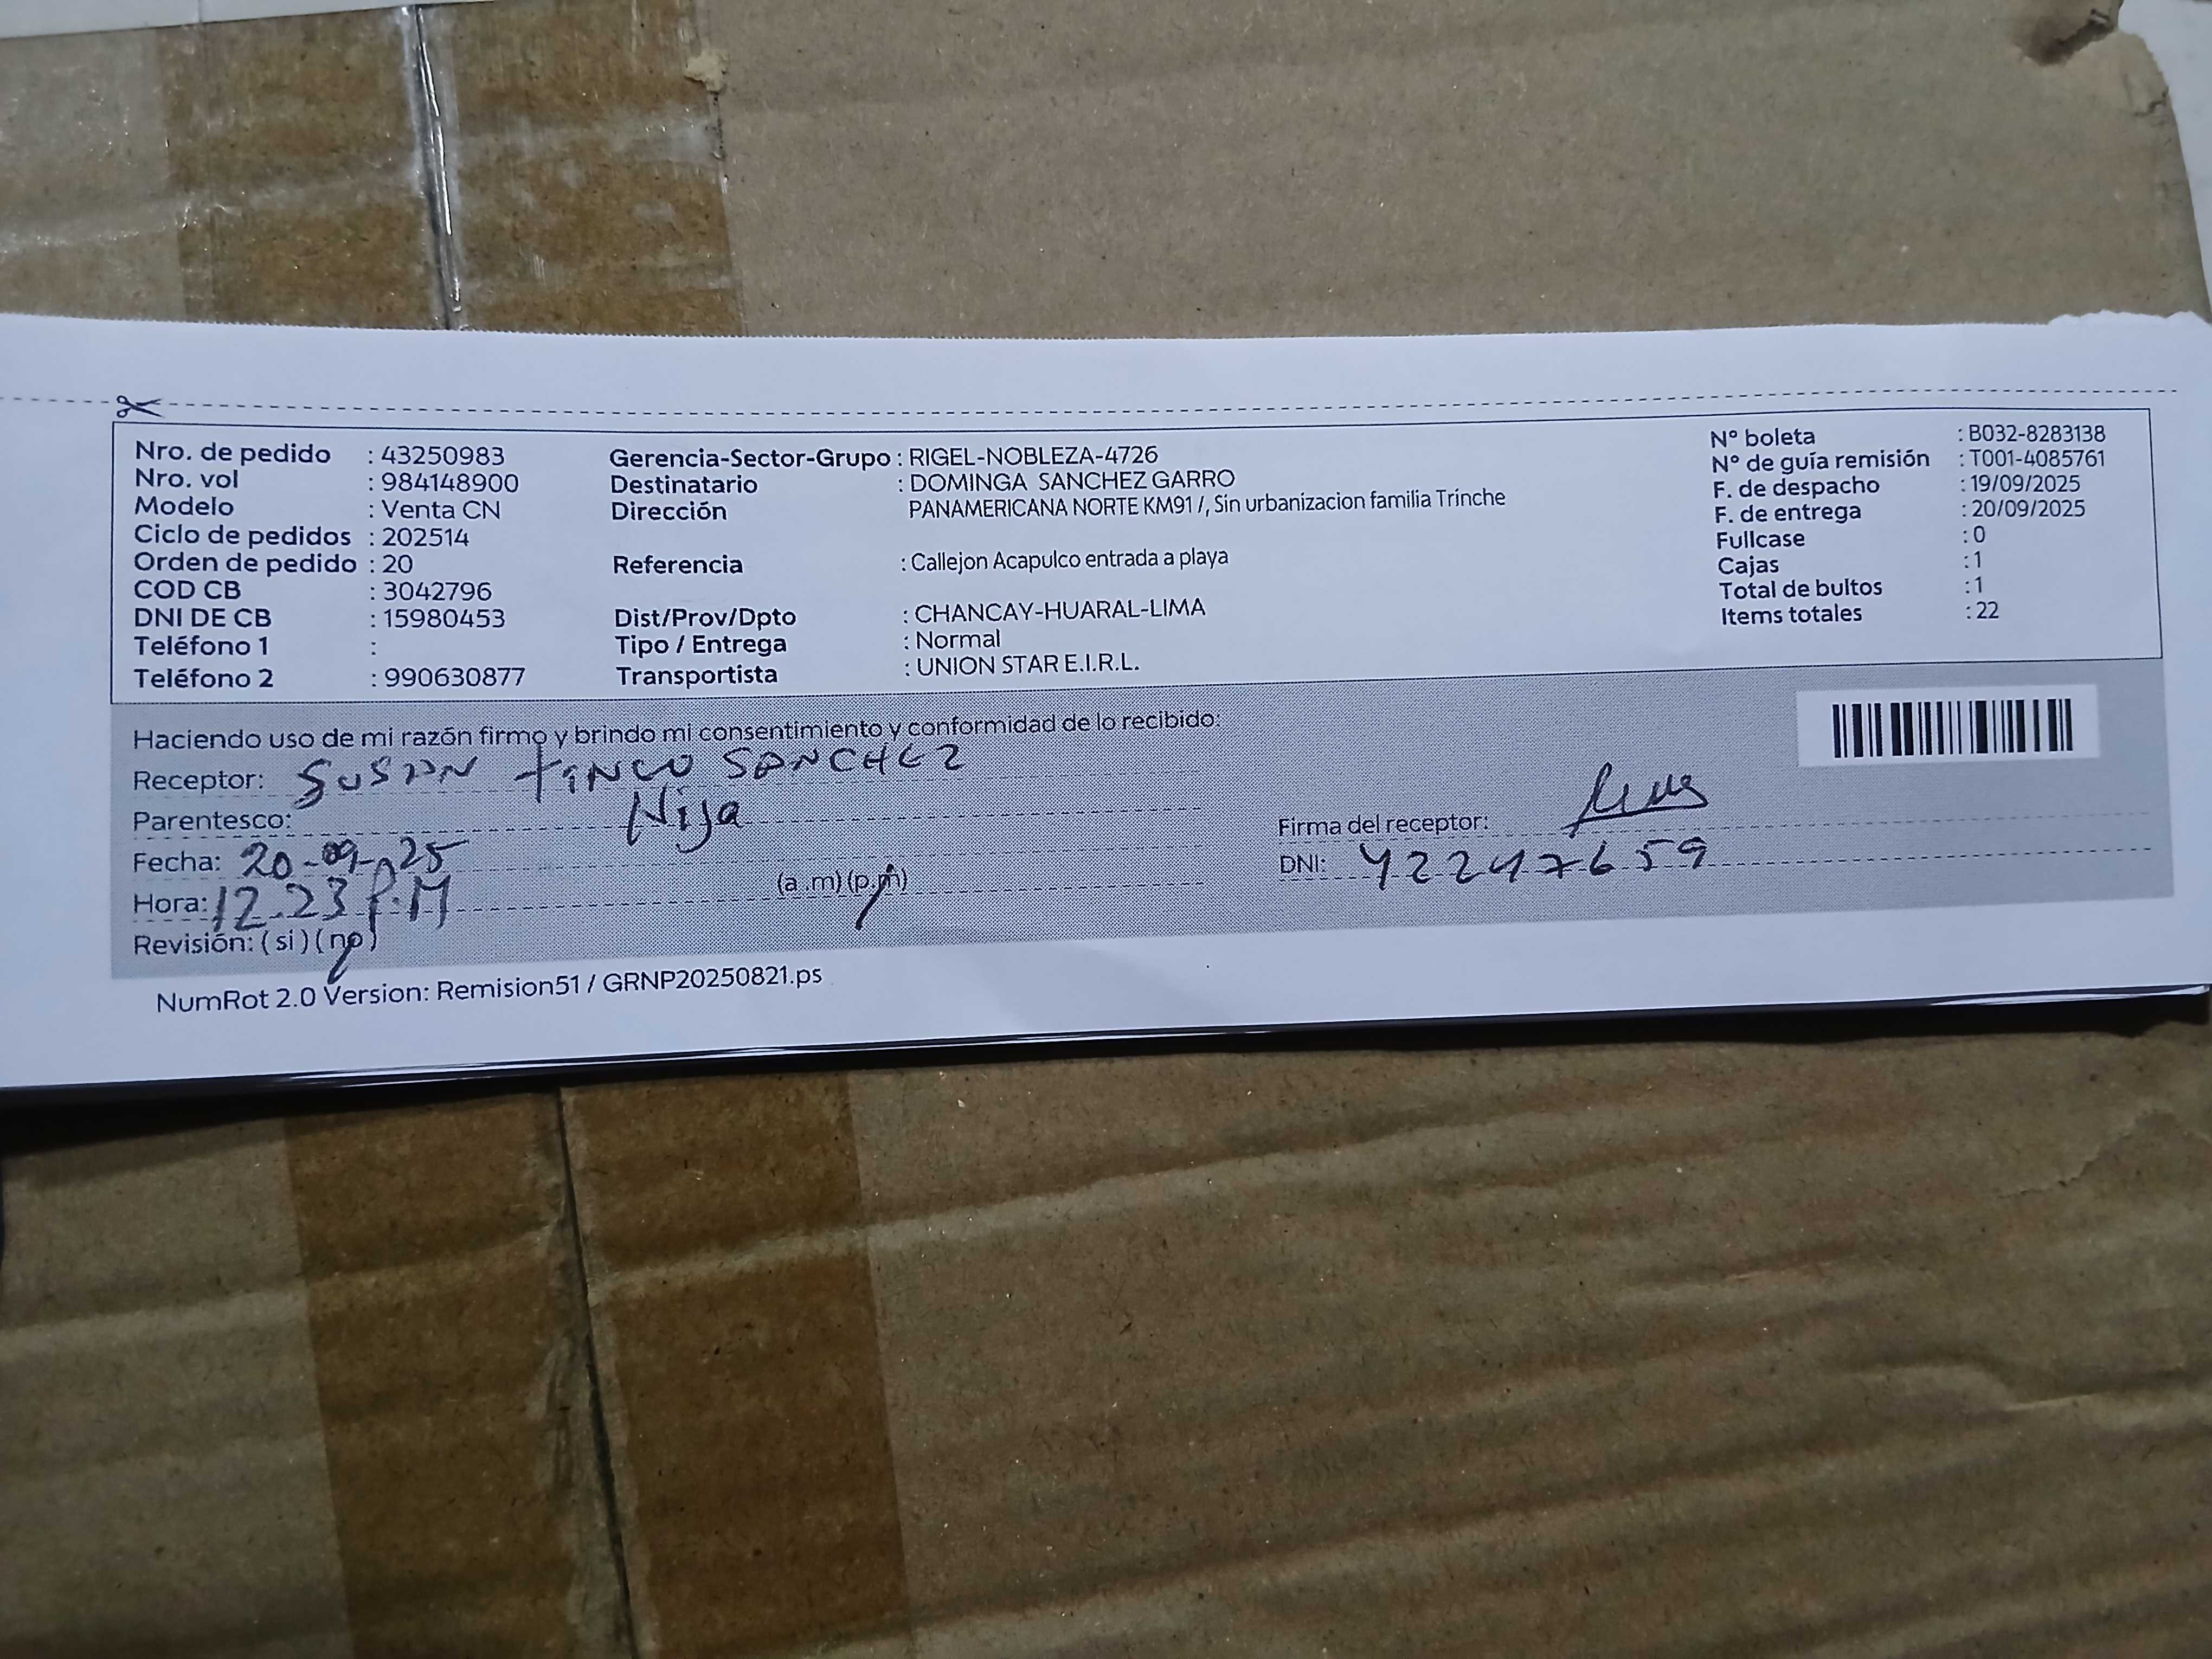 Nro. de pedido : 43250983
Nro. vol : 984148900
Modelo : Venta CN
Ciclo de pedidos : 202514
Orden de pedido : 20
COD CB : 3042796
DNI DE CB : 15980453
Teléfono 1 :
Teléfono 2 : 990630877
Gerencia-Sector-Grupo : RIGEL-NOBLEZA-4726
Destinatario : DOMINGA SANCHEZ GARRO
Dirección PANAMERICANA NORTE KM91 /, Sin urbanizacion familia Trinche
Referencia : Callejon Acapulco entrada a playa
Dist/Prov/Dpto : CHANCAY-HUARAL-LIMA
Tipo / Entrega : Normal
Transportista : UNION STAR E.I.R.L.
N° boleta : B032-8283138
N° de guía remisión : T001-4085761
F. de despacho : 19/09/2025
F. de entrega : 20/09/2025
Fullcase : 0
Cajas : 1
Total de bultos : 1
Items totales : 22
Haciendo uso de mi razón firmo y brindo mi consentimiento y conformidad de lo recibido:
Receptor: SUSAN TINCO SANCHEZ
Parentesco: Hija
Fecha: 20-09-25
Hora: 12.23 P.M (a.m) (p.m)
Revisión: (si) (no)
Firma del receptor:
DNI: 42247659
NumRot 2.0 Version: Remision51 / GRNP20250821.ps